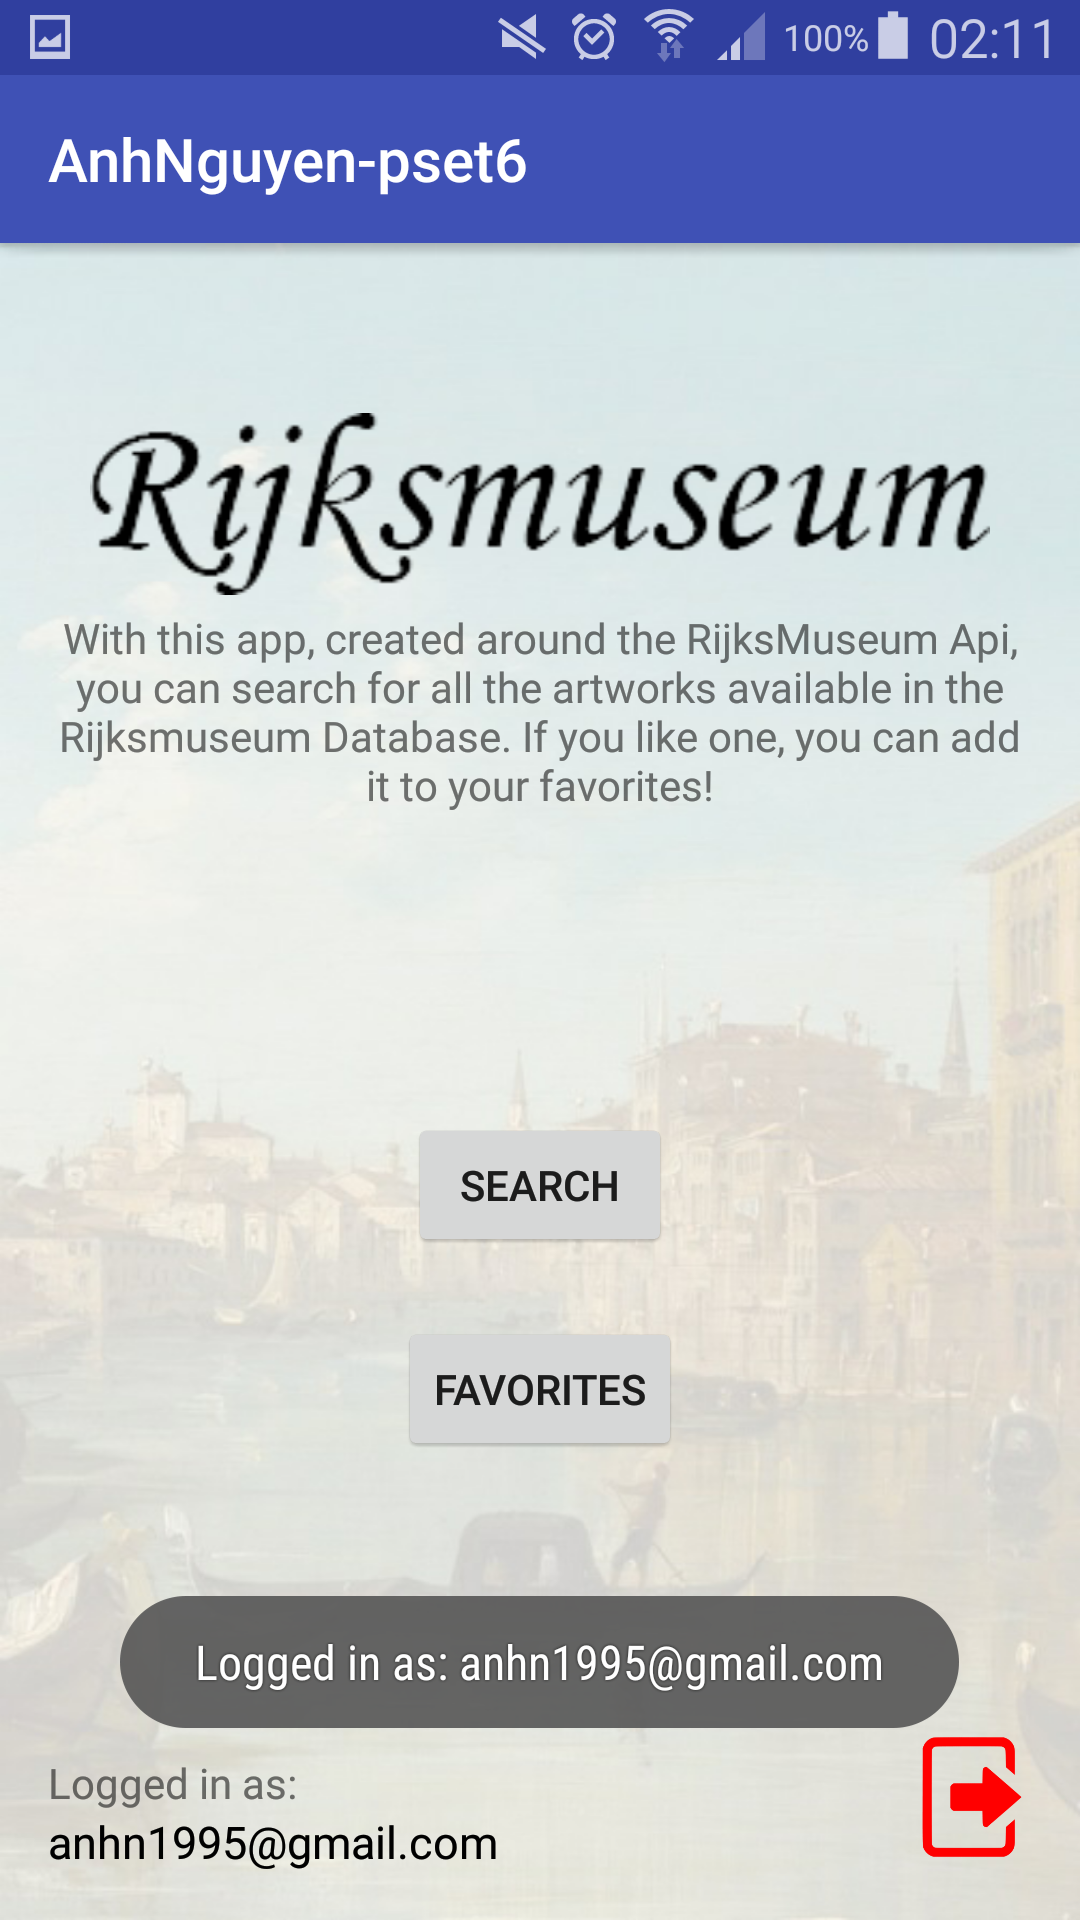 100% 02:11
AnhNguyen-pset6
Rijksmuseum
With this app, created around the RijksMuseum Api,
you can search for all the artworks available in the
Rijksmuseum Database. If you like one, you can add
it to your favorites!
SEARCH
FAVORITES
Logged in as: anhn1995@gmail.com
Logged in as:
anhn1995@gmail.com